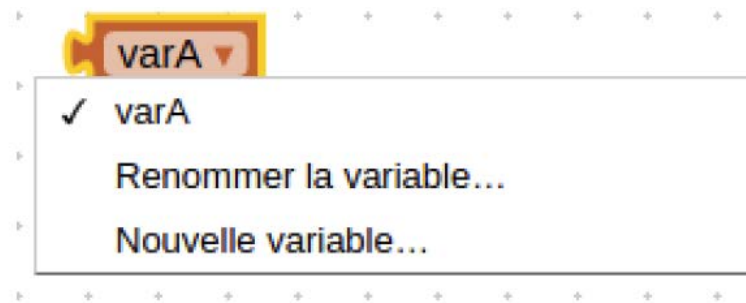 varA ▼
✓ varA
Renommer la variable...
Nouvelle variable...